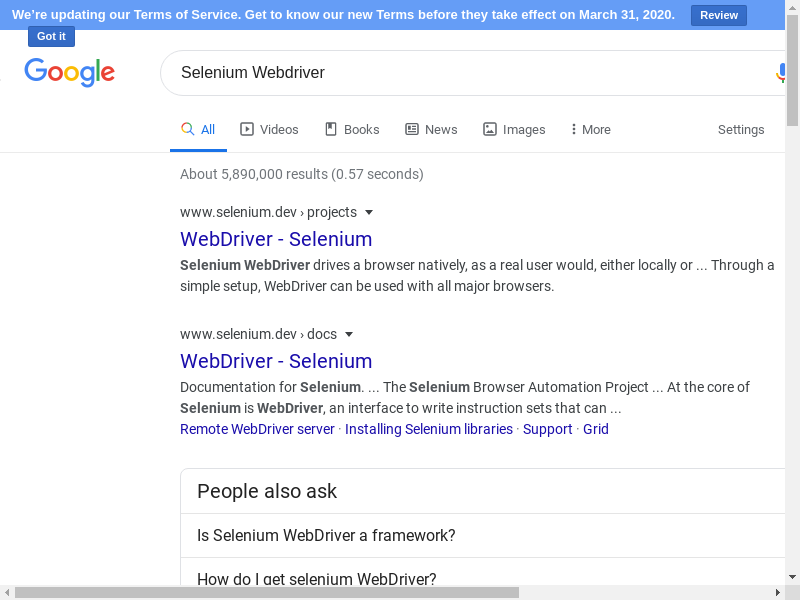 We're updating our Terms of Service. Get to know our new Terms before they take effect on March 31, 2020. Review
Got it
Google
Selenium Webdriver
All Videos Books News Images More Settings
About 5,890,000 results (0.57 seconds)
www.selenium.dev › projects
WebDriver - Selenium
Selenium WebDriver drives a browser natively, as a real user would, either locally or ... Through a
simple setup, WebDriver can be used with all major browsers.
www.selenium.dev › docs
WebDriver - Selenium
Documentation for Selenium. ... The Selenium Browser Automation Project ... At the core of
Selenium is WebDriver, an interface to write instruction sets that can ...
Remote WebDriver server · Installing Selenium libraries · Support · Grid
People also ask
Is Selenium WebDriver a framework?
How do I get selenium WebDriver?